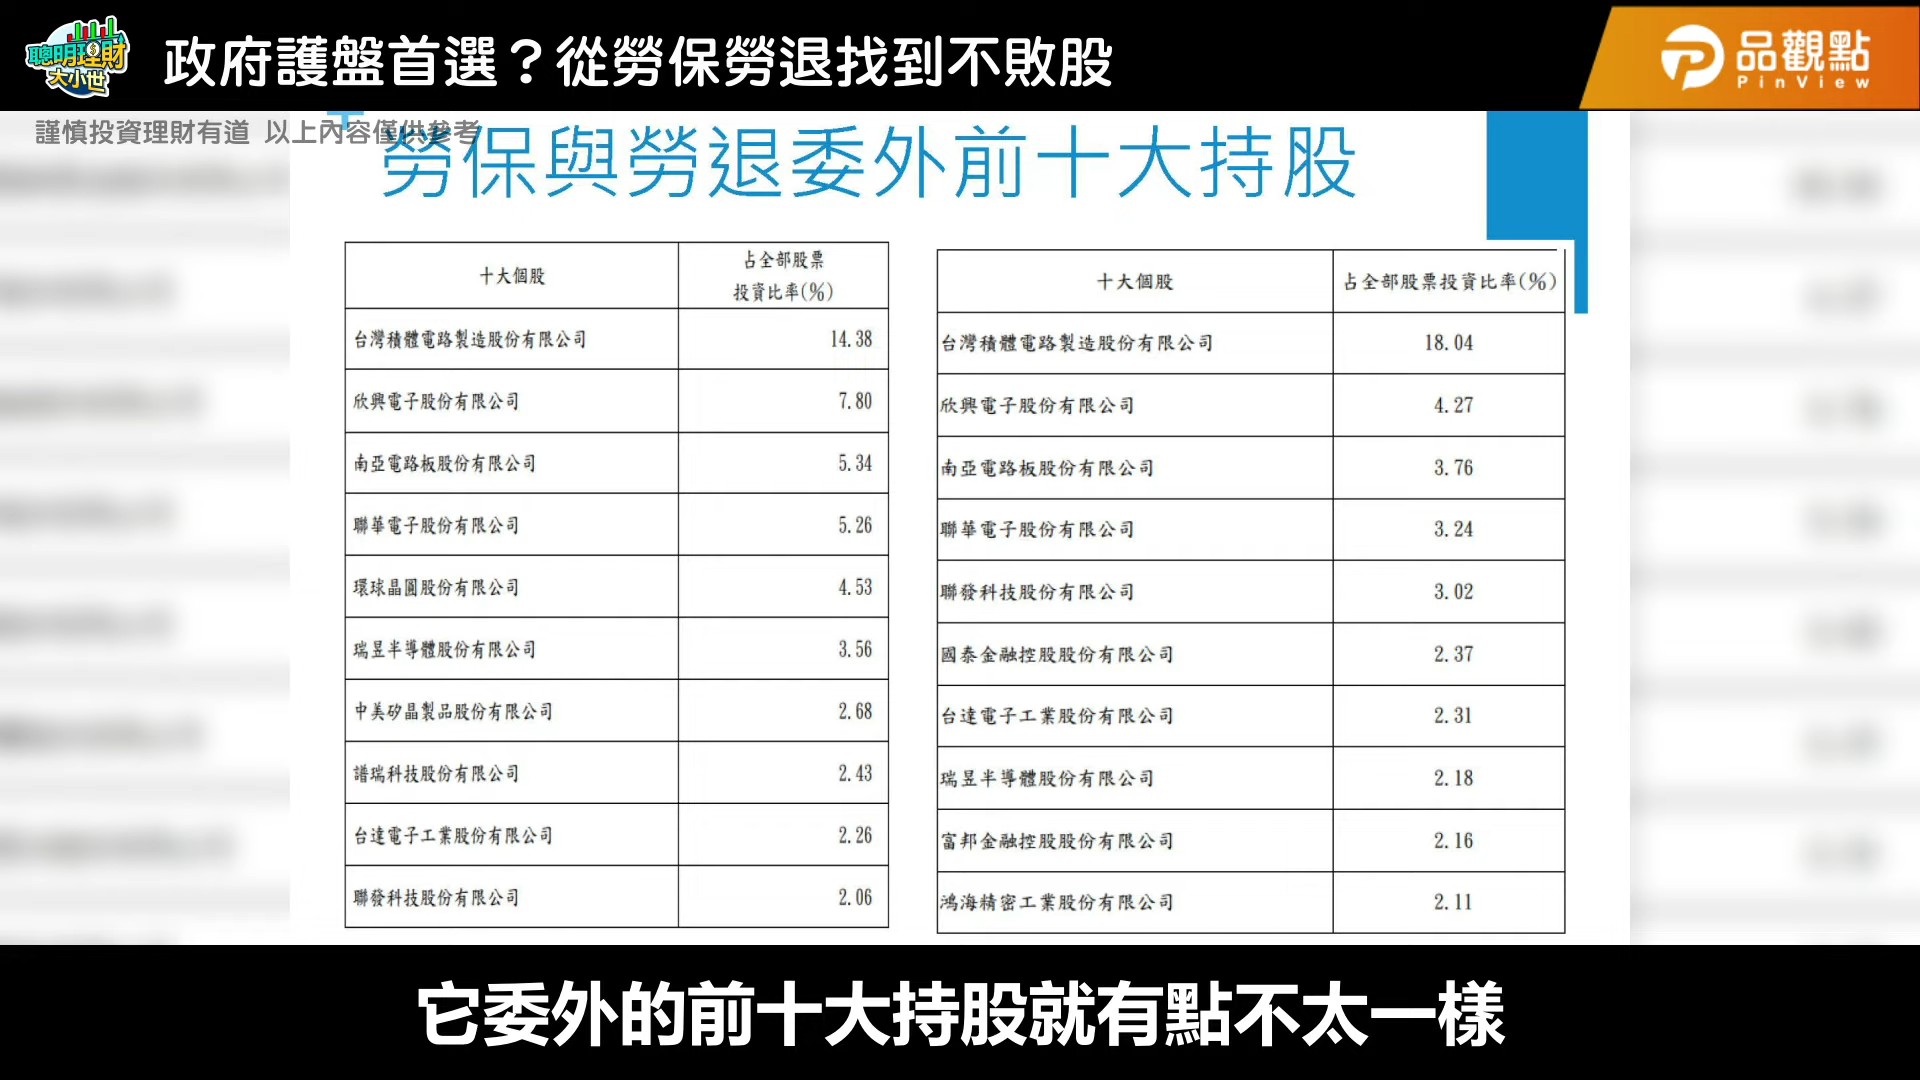 聰明理財
大小世
政府護盤首選？從勞保勞退找到不敗股
品觀點
PinView
謹慎投資理財有道 以上內容僅供參考
勞保與勞退委外前十大持股
十大個股 占全部股票投資比率(%)
台灣積體電路製造股份有限公司 14.38
欣興電子股份有限公司 7.80
南亞電路板股份有限公司 5.34
聯華電子股份有限公司 5.26
環球晶圓股份有限公司 4.53
瑞昱半導體股份有限公司 3.56
中美矽晶製品股份有限公司 2.68
譜瑞科技股份有限公司 2.43
台達電子工業股份有限公司 2.26
聯發科技股份有限公司 2.06
十大個股 占全部股票投資比率(%)
台灣積體電路製造股份有限公司 18.04
欣興電子股份有限公司 4.27
南亞電路板股份有限公司 3.76
聯華電子股份有限公司 3.24
聯發科技股份有限公司 3.02
國泰金融控股股份有限公司 2.37
台達電子工業股份有限公司 2.31
瑞昱半導體股份有限公司 2.18
富邦金融控股股份有限公司 2.16
鴻海精密工業股份有限公司 2.11
它委外的前十大持股就有點不太一樣